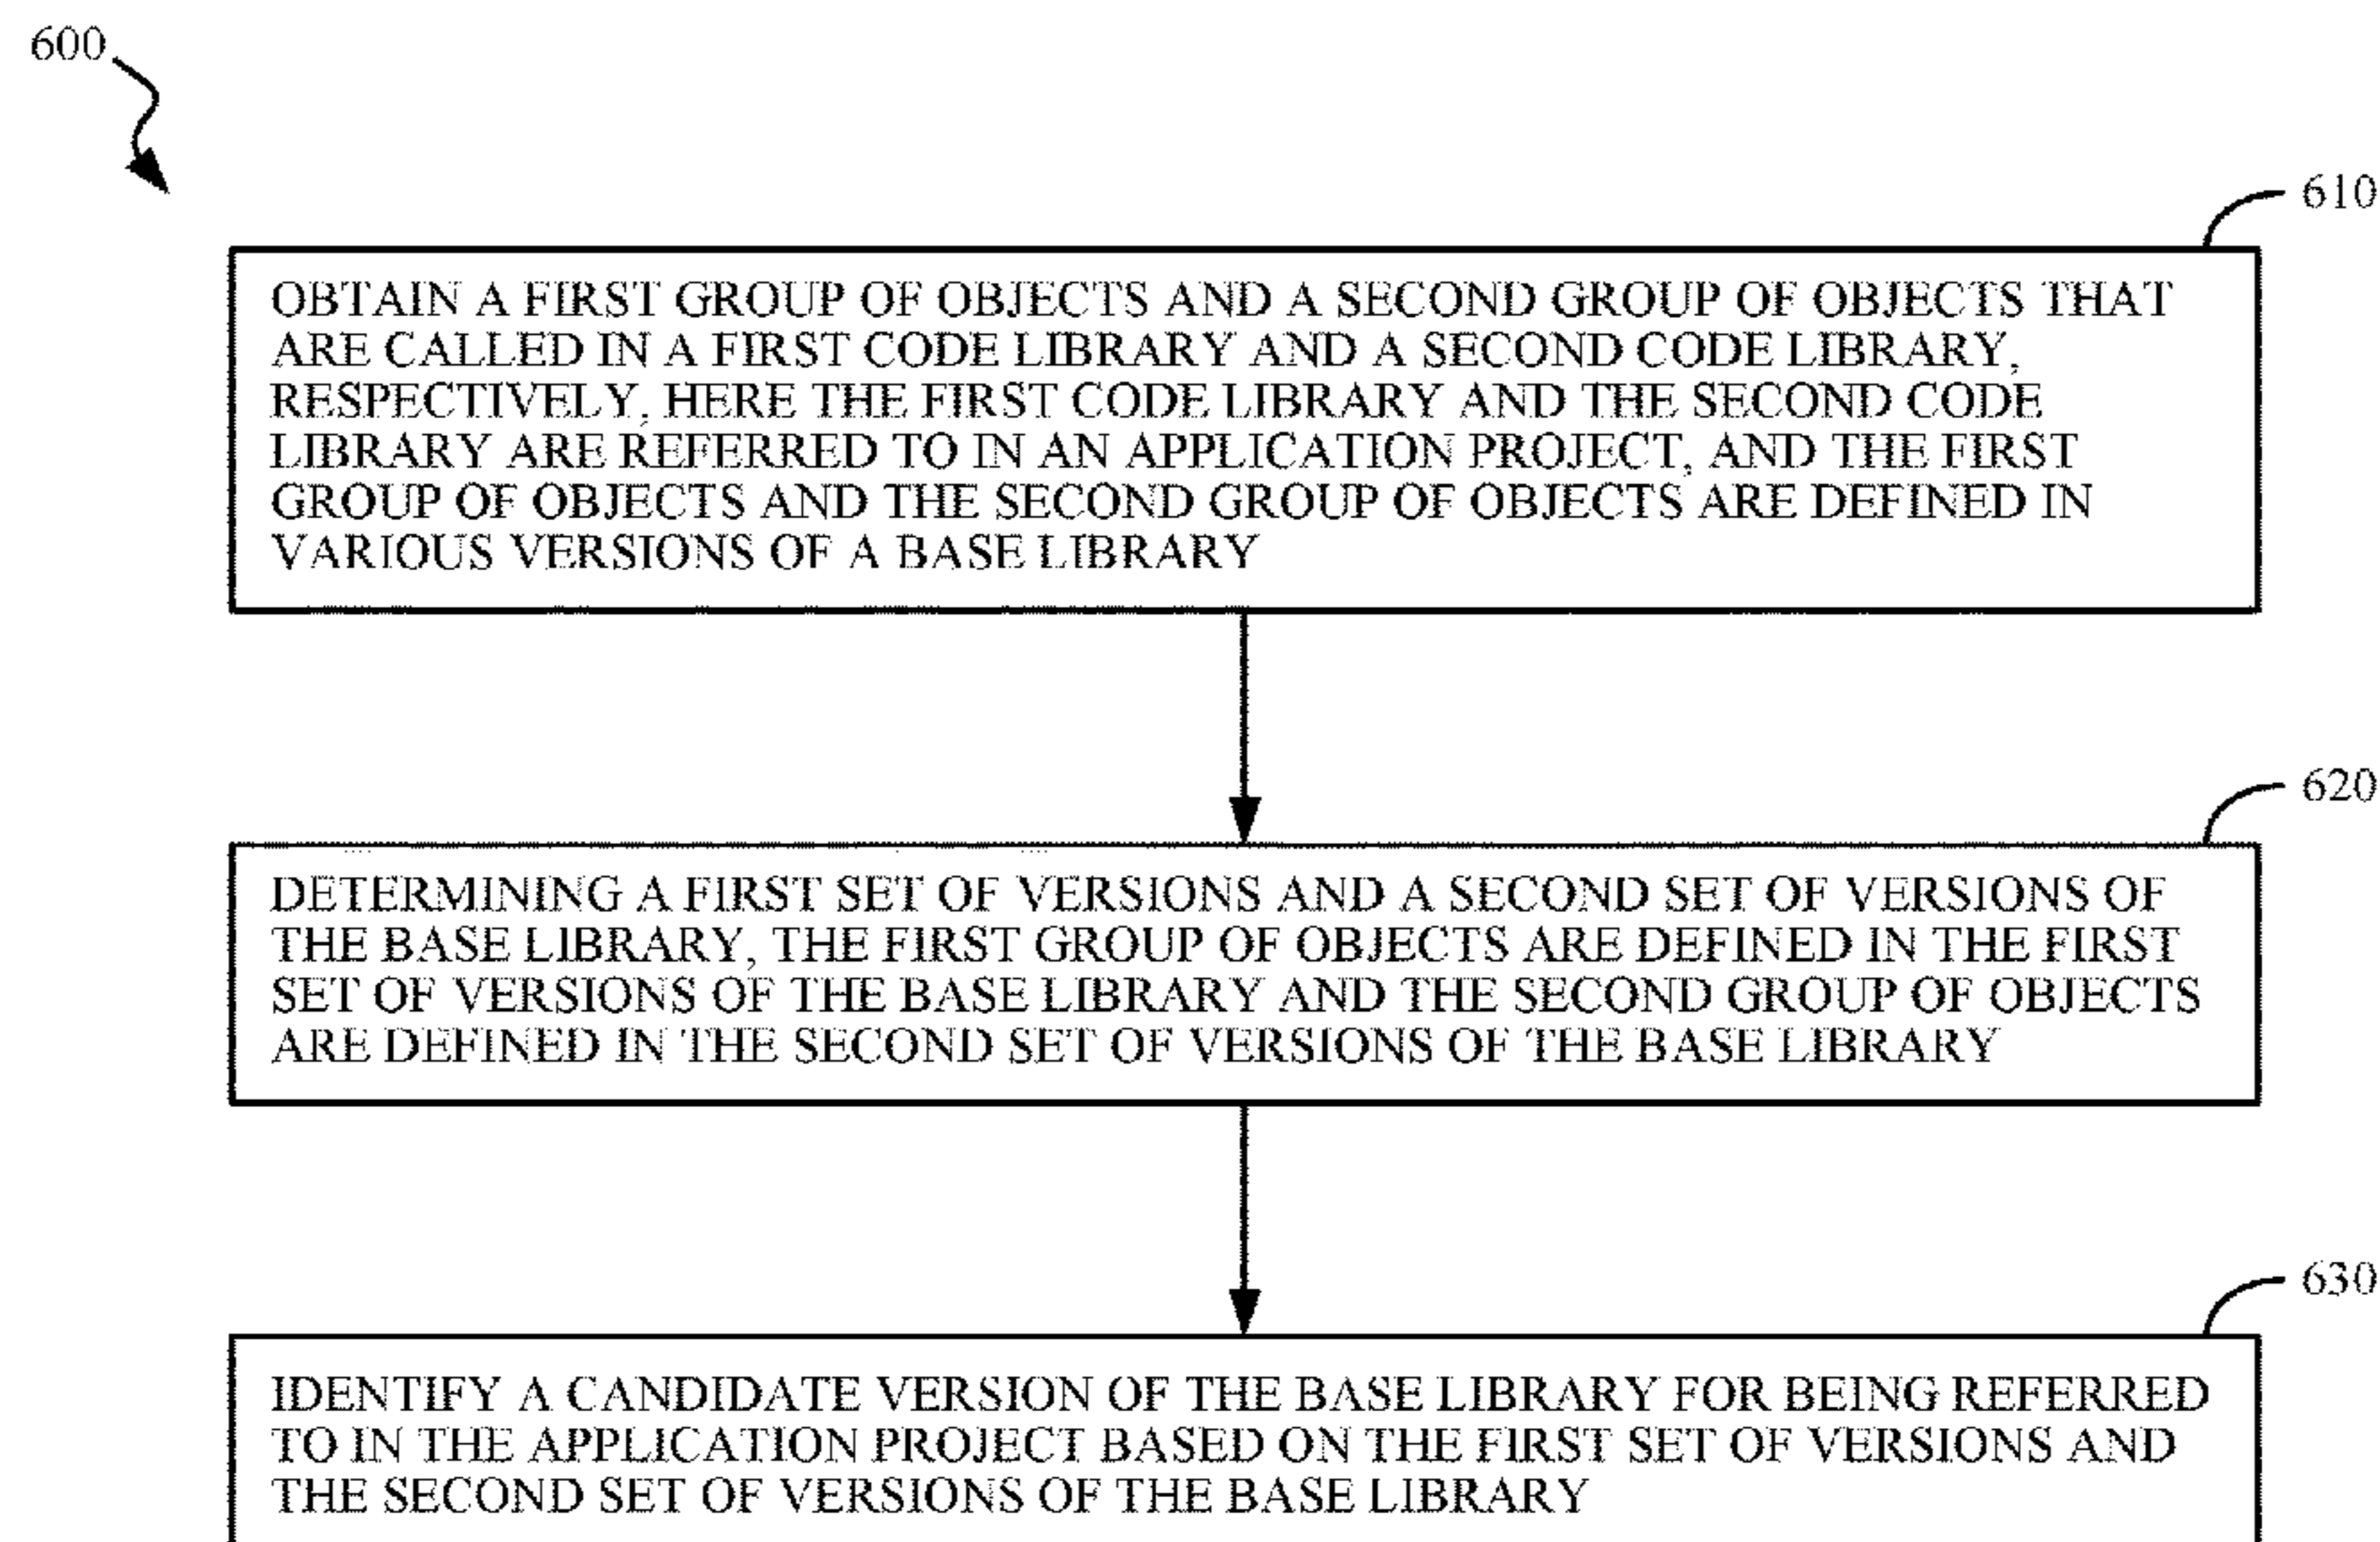 600
610
OBTAIN A FIRST GROUP OF OBJECTS AND A SECOND GROUP OF OBJECTS THAT
ARE CALLED IN A FIRST CODE LIBRARY AND A SECOND CODE LIBRARY,
RESPECTIVELY, HERE THE FIRST CODE LIBRARY AND THE SECOND CODE
LIBRARY ARE REFERRED TO IN AN APPLICATION PROJECT, AND THE FIRST
GROUP OF OBJECTS AND THE SECOND GROUP OF OBJECTS ARE DEFINED IN
VARIOUS VERSIONS OF A BASE LIBRARY
620
DETERMINING A FIRST SET OF VERSIONS AND A SECOND SET OF VERSIONS OF
THE BASE LIBRARY, THE FIRST GROUP OF OBJECTS ARE DEFINED IN THE FIRST
SET OF VERSIONS OF THE BASE LIBRARY AND THE SECOND GROUP OF OBJECTS
ARE DEFINED IN THE SECOND SET OF VERSIONS OF THE BASE LIBRARY
630
IDENTIFY A CANDIDATE VERSION OF THE BASE LIBRARY FOR BEING REFERRED
TO IN THE APPLICATION PROJECT BASED ON THE FIRST SET OF VERSIONS AND
THE SECOND SET OF VERSIONS OF THE BASE LIBRARY